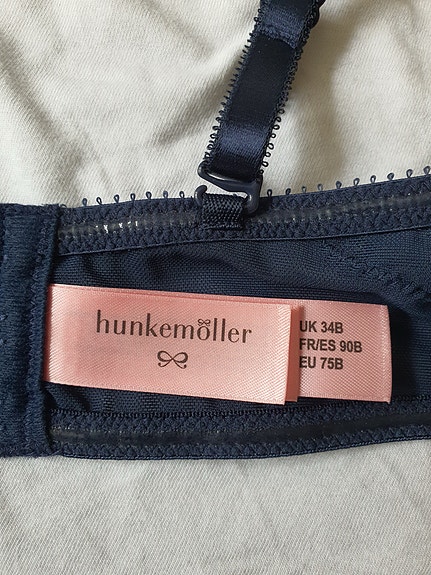 hunkemöller
UK 34B
FR/ES 90B
EU 75B